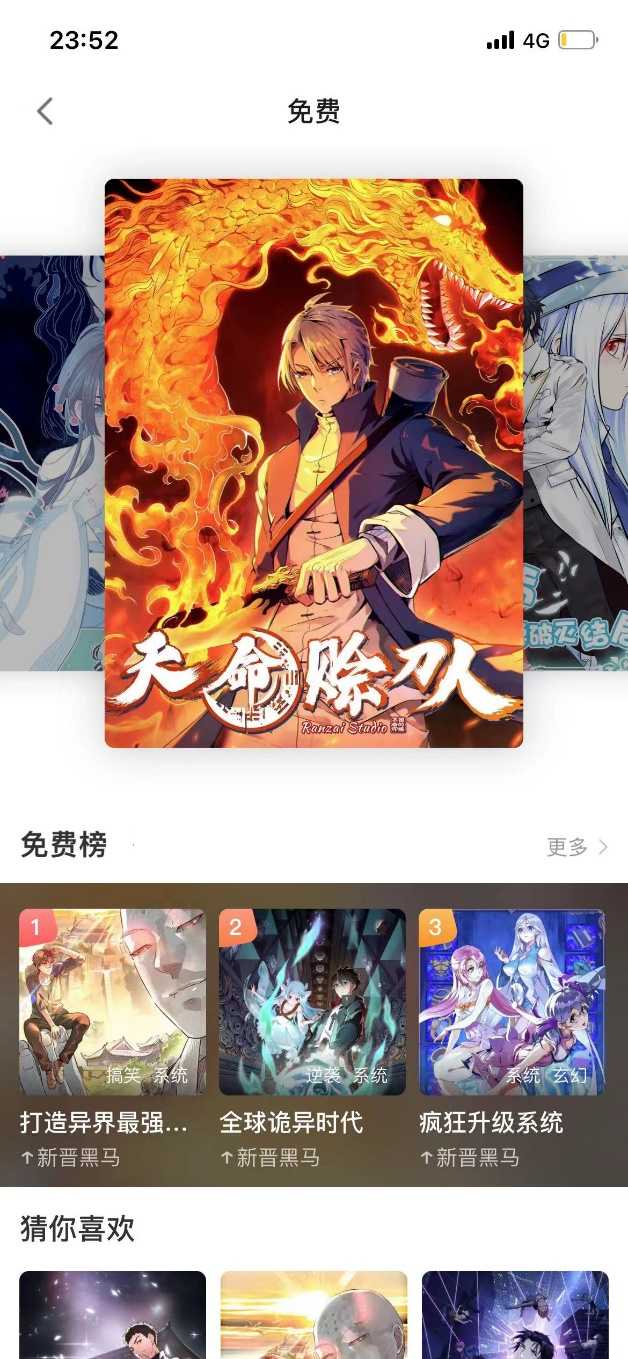 23:52
4G
免费
天命赊刀人
Ranzai Studio
免费榜
更多
1
2
3
搞笑 系统
逆袭 系统
系统 玄幻
打造异界最强...
全球诡异时代
疯狂升级系统
↑新晋黑马
↑新晋黑马
↑新晋黑马
猜你喜欢